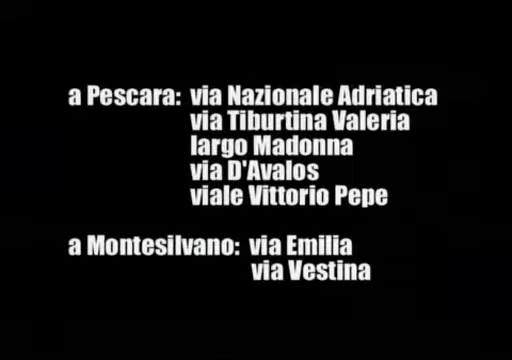 a Pescara: via Nazionale Adriatica
via Tiburtina Valeria
largo Madonna
via D'Avalos
viale Vittorio Pepe
a Montesilvano: via Emilia
via Vestina